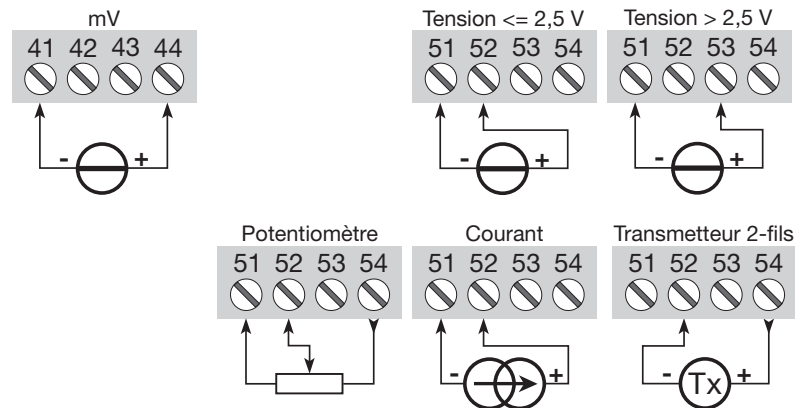 mV
41 42 43 44
- +
Tension <= 2,5 V
51 52 53 54
- +
Tension > 2,5 V
51 52 53 54
- +
Potentiomètre
51 52 53 54
Courant
51 52 53 54
- +
Transmetteur 2-fils
51 52 53 54
- Tx +